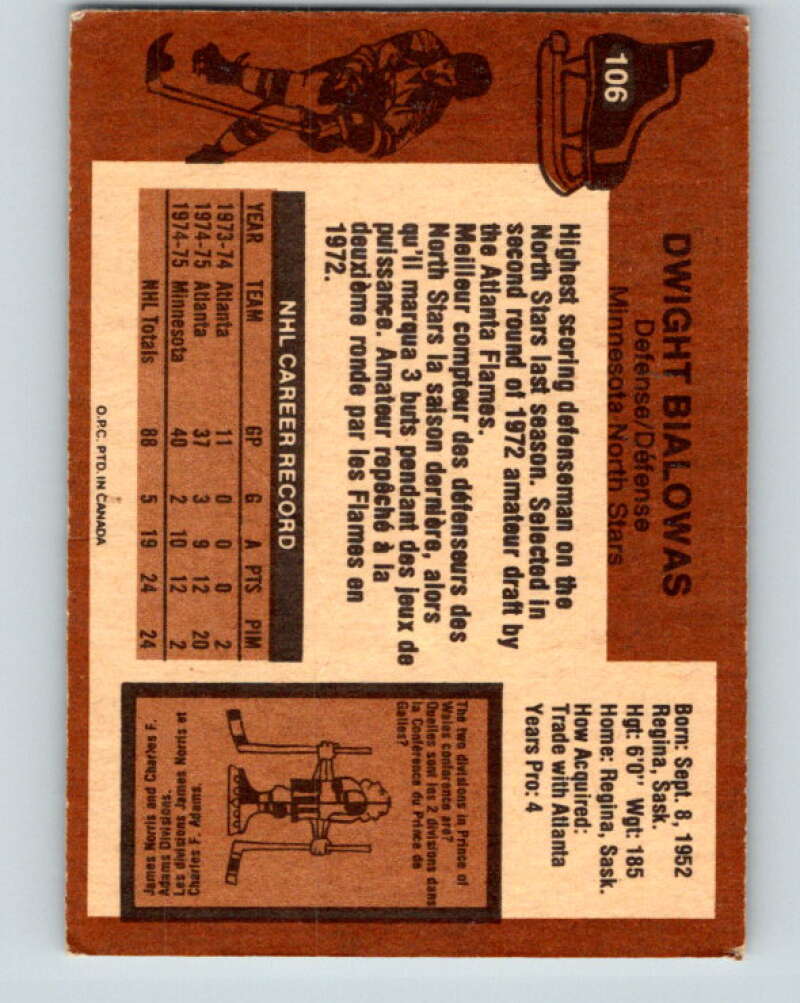 106
DWIGHT BIALOWAS
Defense/Défense
Minnesota North Stars
Born: Sept. 8, 1952
Regina, Sask.
Hgt: 6'0" Wgt: 185
Home: Regina, Sask.
How Acquired:
Trade with Atlanta
Years Pro: 4
Highest scoring defenseman on the
North Stars last season. Selected in
second round of 1972 amateur draft by
the Atlanta Flames.
Meilleur compteur des défenseurs des
North Stars la saison dernière, alors
qu'il marqua 3 buts pendant des jeux de
puissance. Amateur repêché à la
deuxième ronde par les Flames en
1972.
NHL CAREER RECORD
YEAR TEAM GP G A PTS PIM
1973-74 Atlanta 11 0 0 0 2
1974-75 Atlanta 37 3 9 12 20
1974-75 Minnesota 40 2 10 12 2
NHL Totals 88 5 19 24 24
The two divisions in Prince of
Wales conference are?
Quelles sont les 2 divisions dans
la Conférence du Prince de
Galles?
James Norris and Charles F.
Adams Divisions.
Les divisions James Norris et
Charles F. Adams.
O.P.C. PTD. IN CANADA